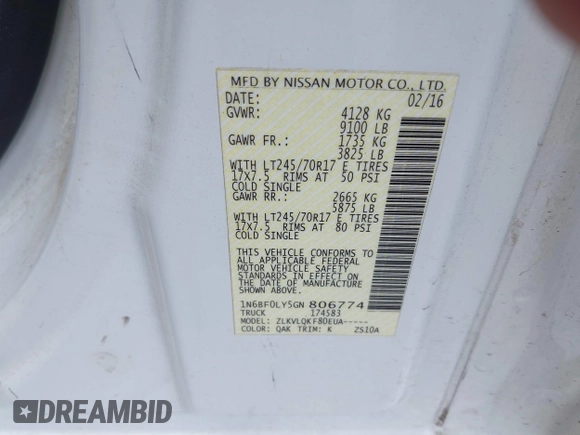 MFD BY NISSAN MOTOR CO., LTD.
DATE: 02/16
GVWR: 4128 KG
9100 LB
GAWR FR.: 1735 KG
3825 LB
WITH LT245/70R17 E TIRES
17X7.5 RIMS AT 50 PSI
COLD SINGLE
GAWR RR.: 2665 KG
5875 LB
WITH LT245/70R17 E TIRES
17X7.5 RIMS AT 80 PSI
COLD SINGLE
THIS VEHICLE CONFORMS TO
ALL APPLICABLE FEDERAL
MOTOR VEHICLE SAFETY
STANDARDS IN EFFECT ON
THE DATE OF MANUFACTURE
SHOWN ABOVE.
1N6BF0LY5GN 806774
TRUCK 174583
MODEL: ZLKVLQKF80EUA-----
COLOR: QAK TRIM: K ZS10A
DREAMBID